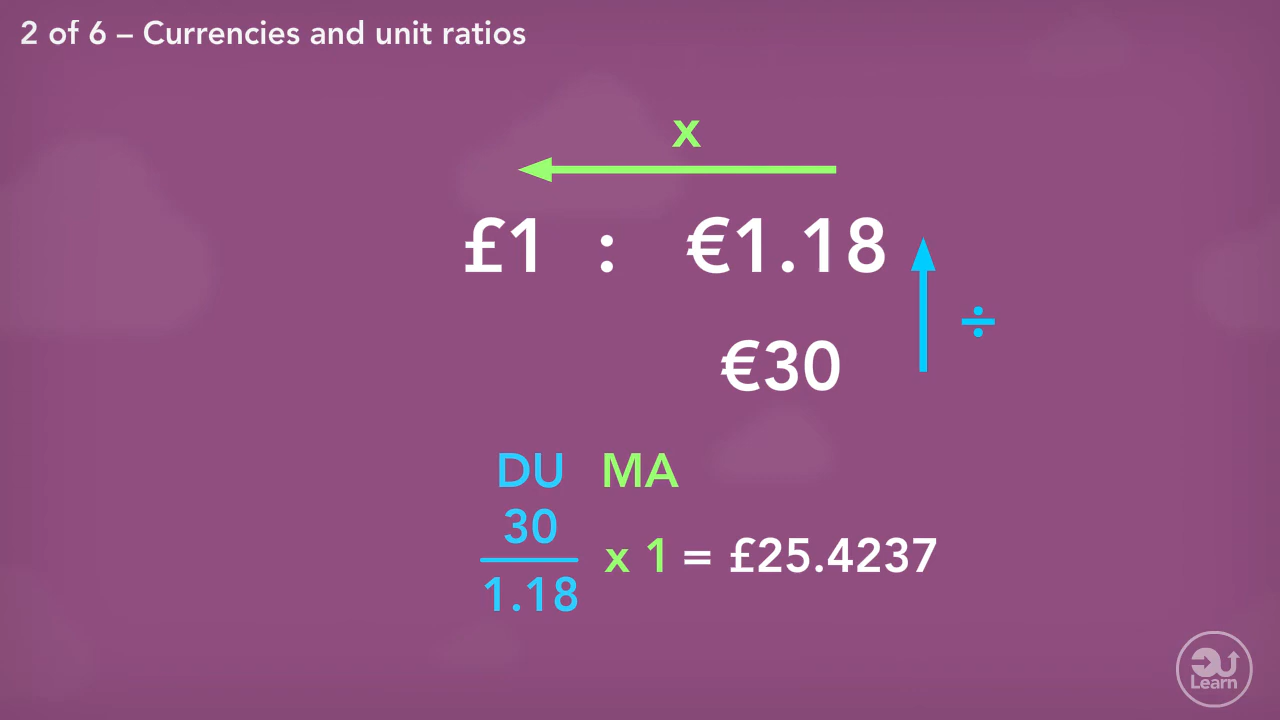 2 of 6 – Currencies and unit ratios
x
£1 : €1.18
÷
€30
DU MA
30
x 1 = £25.4237
1.18
Learn